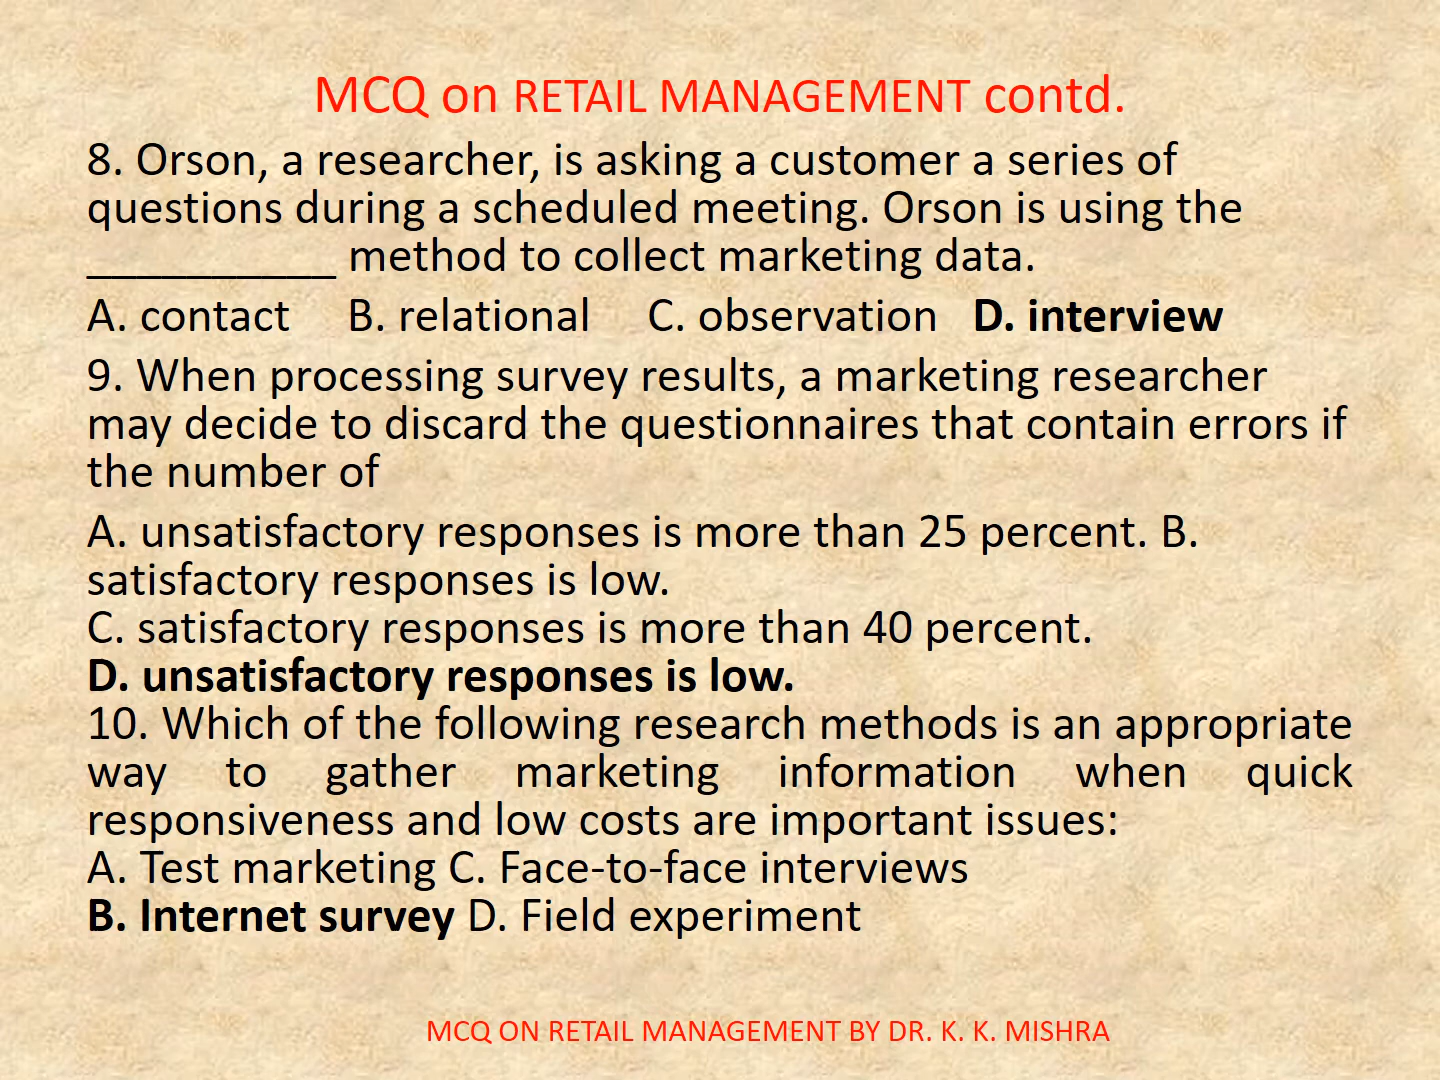 MCQ on RETAIL MANAGEMENT contd.
8. Orson, a researcher, is asking a customer a series of
questions during a scheduled meeting. Orson is using the
__________ method to collect marketing data.
A. contact B. relational C. observation D. interview
9. When processing survey results, a marketing researcher
may decide to discard the questionnaires that contain errors if
the number of
A. unsatisfactory responses is more than 25 percent. B.
satisfactory responses is low.
C. satisfactory responses is more than 40 percent.
D. unsatisfactory responses is low.
10. Which of the following research methods is an appropriate
way to gather marketing information when quick
responsiveness and low costs are important issues:
A. Test marketing C. Face-to-face interviews
B. Internet survey D. Field experiment
MCQ ON RETAIL MANAGEMENT BY DR. K. K. MISHRA